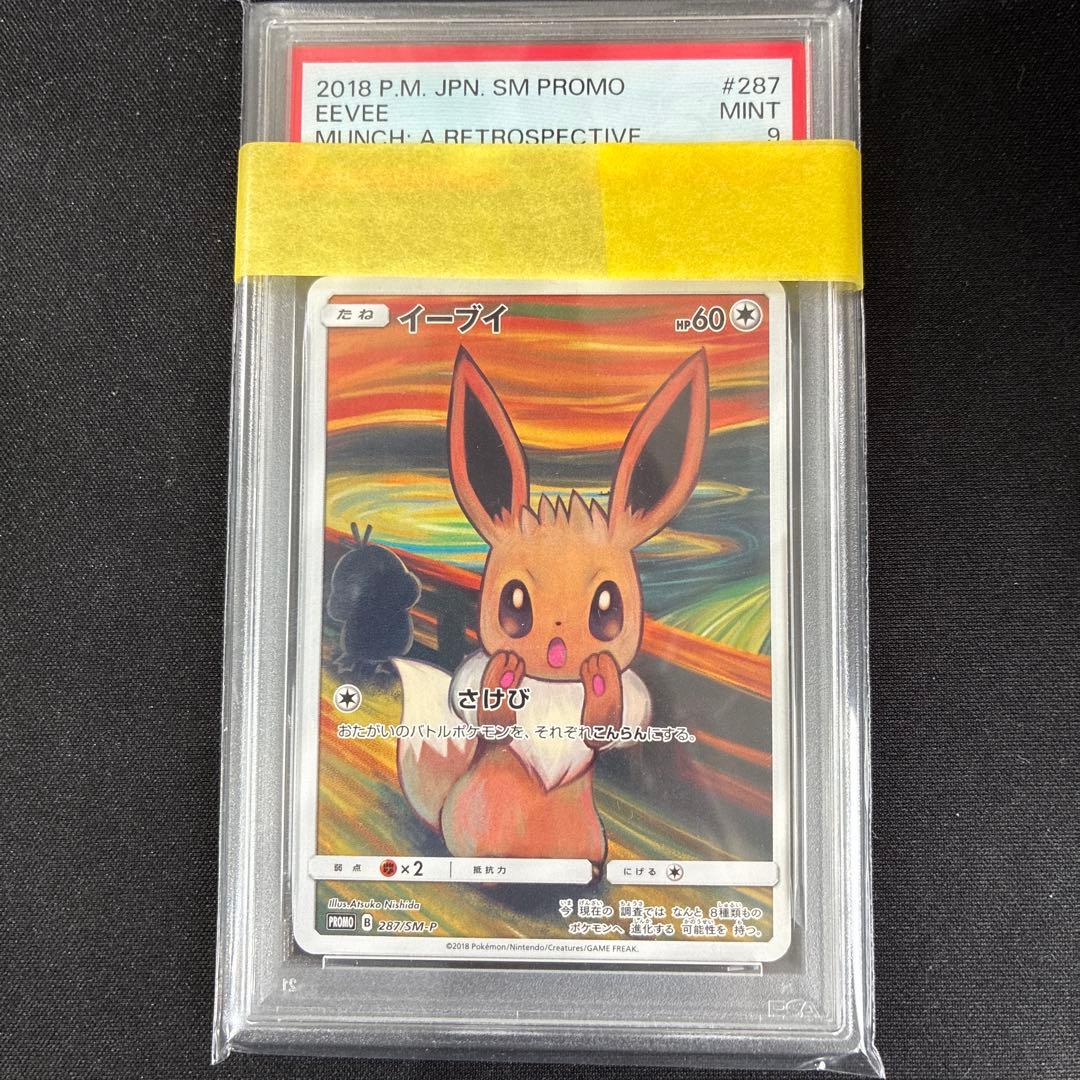 2018 P.M. JPN. SM PROMO #287
EEVEE MINT
MUNCH: A RETROSPECTIVE 9
たね イーブイ HP60
さけび
おたがいのバトルポケモンを、それぞれこんらんにする。
弱点 ×2 抵抗力 にげる
Illus.Atsuko Nishida
今現在の 調査では なんと 8種類もの
ポケモンへ 進化する 可能性を 持つ。
PROMO B 287/SM-P
©2018 Pokémon/Nintendo/Creatures/GAME FREAK.